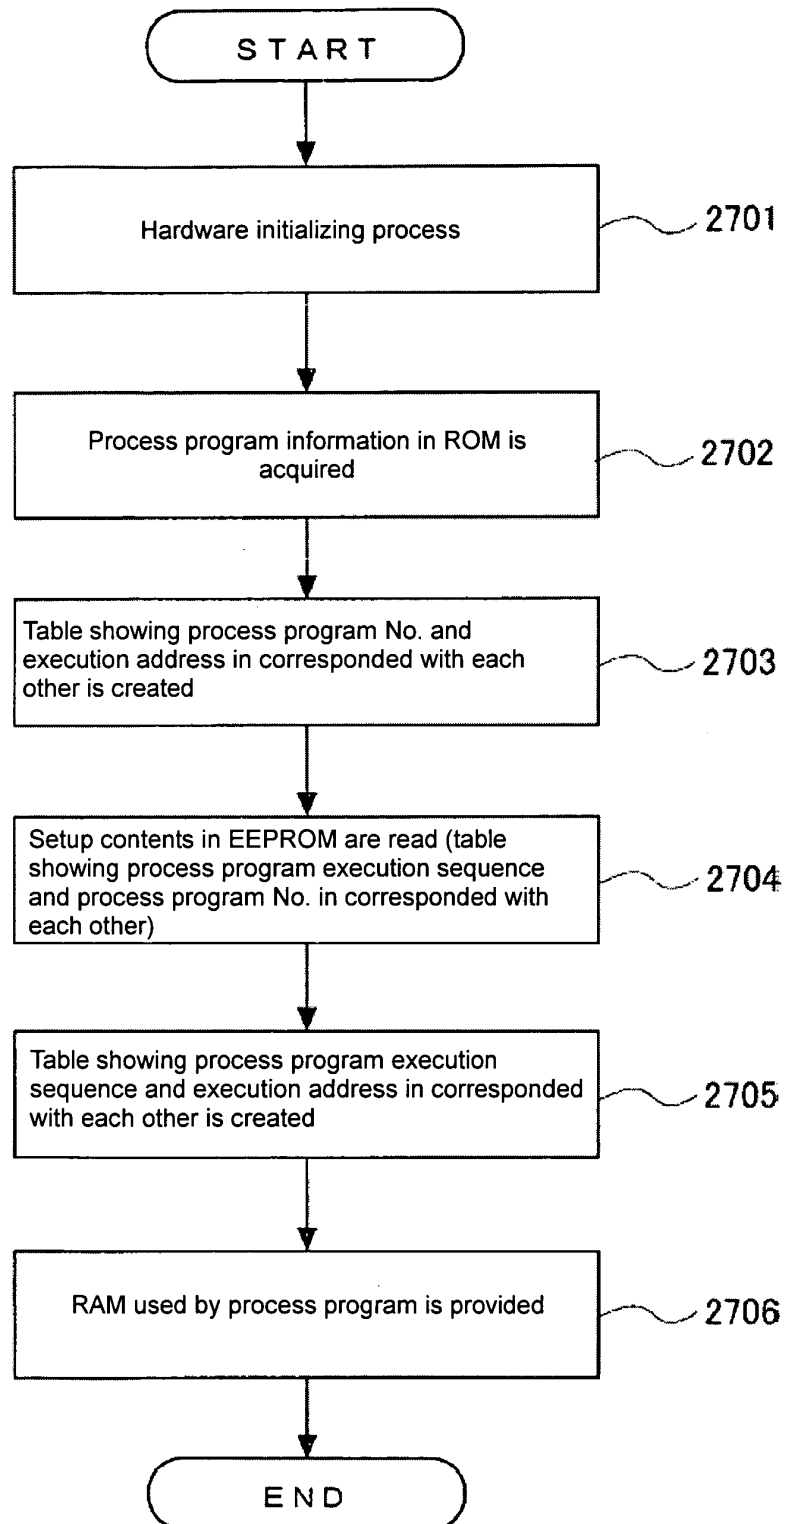 START
Hardware initializing process
2701
Process program information in ROM is
acquired
2702
Table showing process program No. and
execution address in corresponded with each
other is created
2703
Setup contents in EEPROM are read (table
showing process program execution sequence
and process program No. in corresponded with
each other)
2704
Table showing process program execution
sequence and execution address in corresponded
with each other is created
2705
RAM used by process program is provided
2706
END